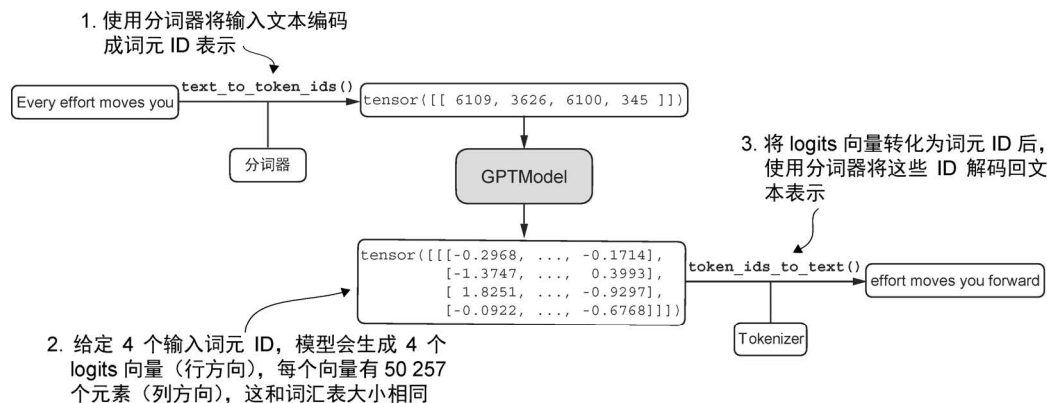 1. 使用分词器将输入文本编码
成词元 ID 表示
text_to_token_ids()
Every effort moves you
tensor([[ 6109, 3626, 6100, 345 ]])
分词器
GPTModel
3. 将 logits 向量转化为词元 ID 后，
使用分词器将这些 ID 解码回文
本表示
tensor([[[-0.2968, ..., -0.1714],
[-1.3747, ..., 0.3993],
[ 1.8251, ..., -0.9297],
[-0.0922, ..., -0.6768]]])
token_ids_to_text()
effort moves you forward
Tokenizer
2. 给定 4 个输入词元 ID，模型会生成 4 个
logits 向量（行方向），每个向量有 50 257
个元素（列方向），这和词汇表大小相同